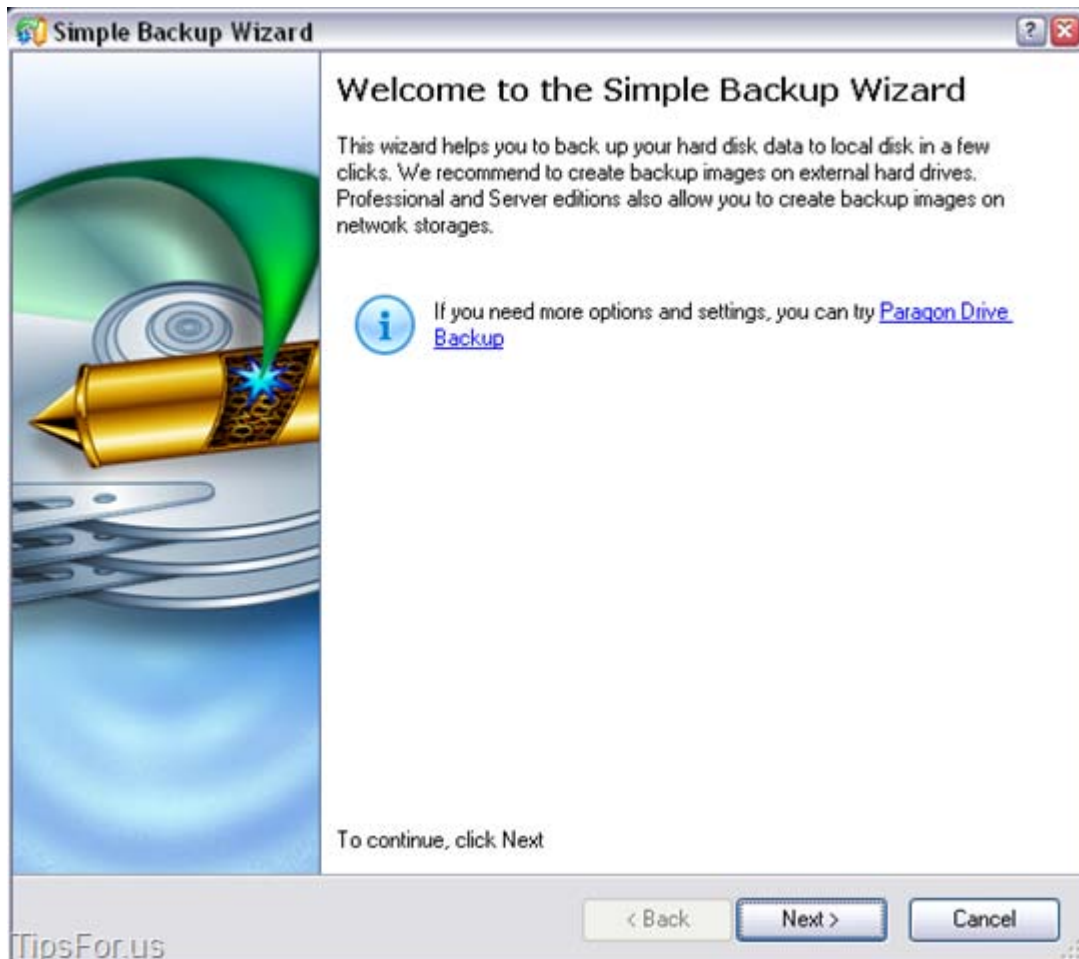 Simple Backup Wizard
Welcome to the Simple Backup Wizard
This wizard helps you to back up your hard disk data to local disk in a few
clicks. We recommend to create backup images on external hard drives.
Professional and Server editions also allow you to create backup images on
network storages.
If you need more options and settings, you can try Paragon Drive
Backup
To continue, click Next
< Back
Next >
Cancel
TipsFor.us